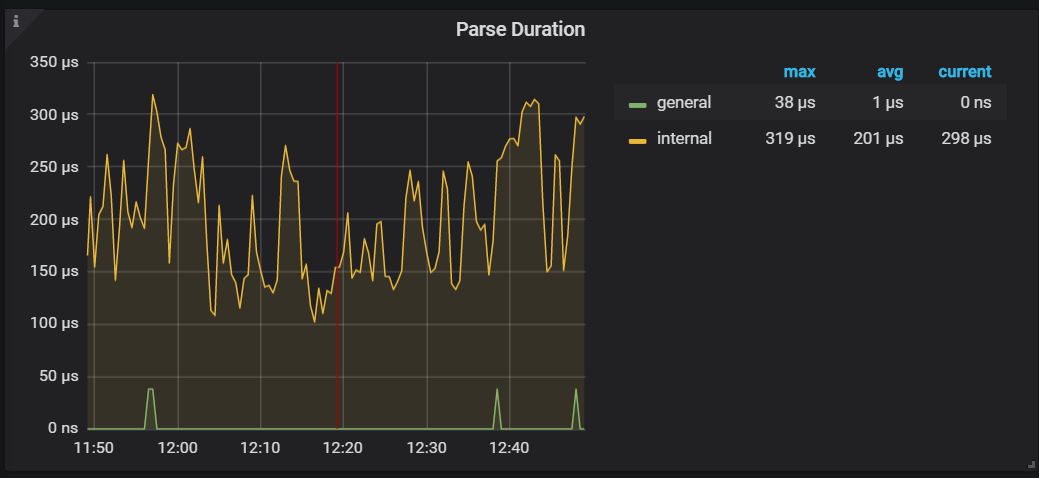 i
Parse Duration
350 µs
300 µs
250 µs
200 µs
150 µs
100 µs
50 µs
0 ns
11:50 12:00 12:10 12:20 12:30 12:40
max avg current
general 38 µs 1 µs 0 ns
internal 319 µs 201 µs 298 µs